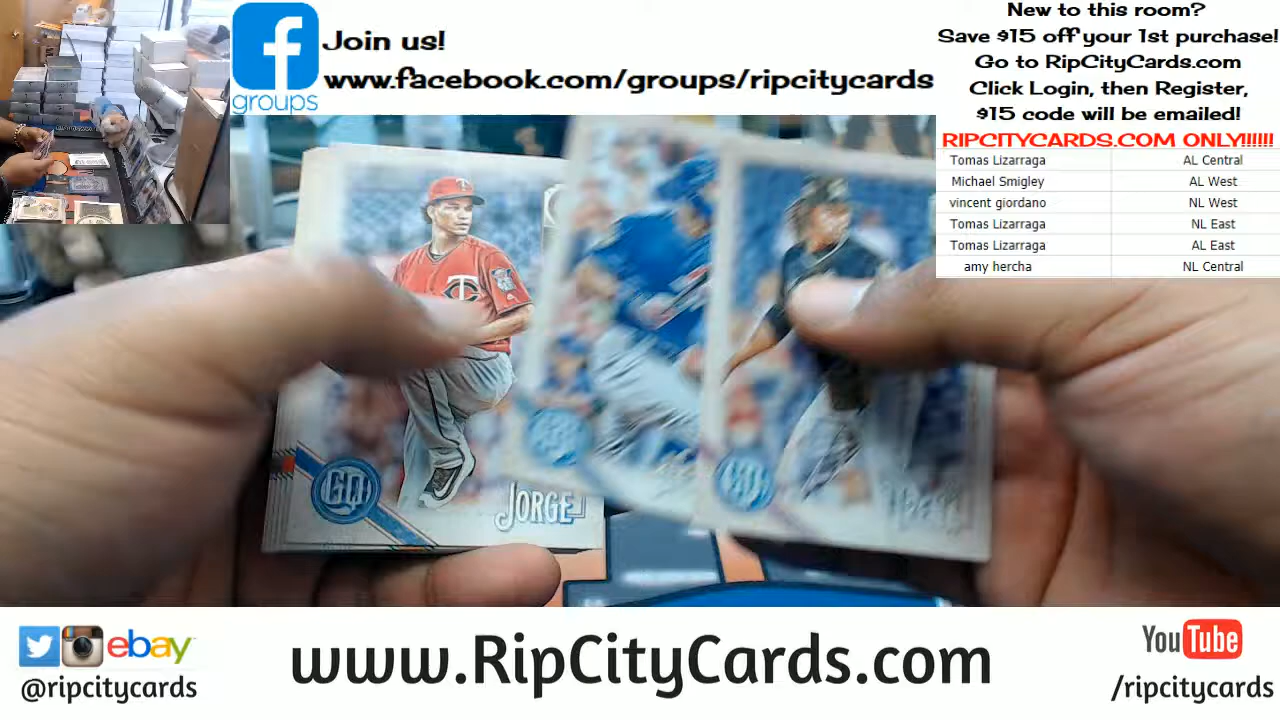 f
groups
Join us!
www.facebook.com/groups/ripcitycards
New to this room?
Save $15 off your 1st purchase!
Go to RipCityCards.com
Click Login, then Register,
$15 code will be emailed!
RIPCITYCARDS.COM ONLY!!!!!!
Tomas Lizarraga AL Central
Michael Smigley AL West
vincent giordano NL West
Tomas Lizarraga NL East
Tomas Lizarraga AL East
amy hercha NL Central
T
GQ
JORGE
GQ
ebay
@ripcitycards
www.RipCityCards.com
YouTube
/ripcitycards